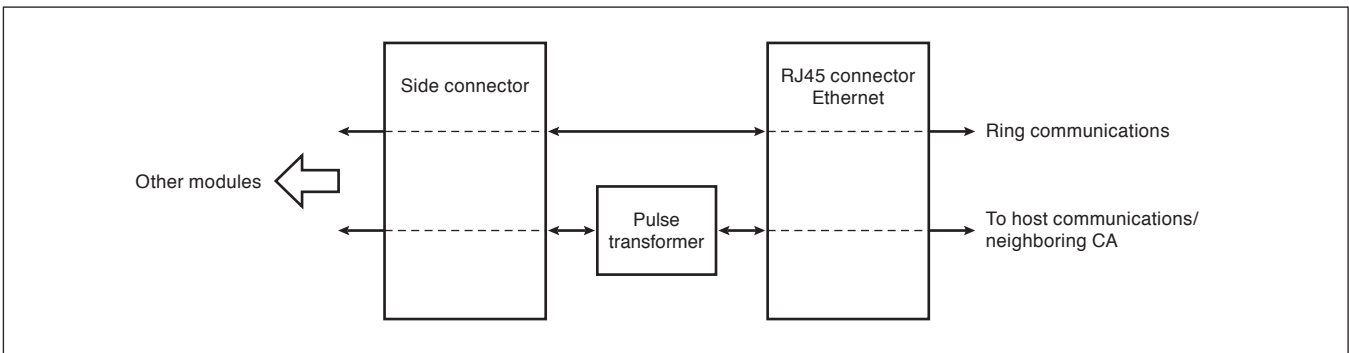 Side connector
RJ45 connector
Ethernet
Ring communications
Other modules
Pulse
transformer
To host communications/
neighboring CA